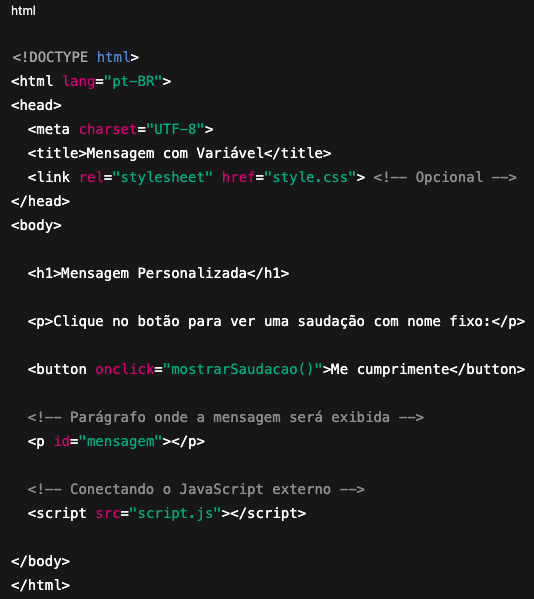 html
<!DOCTYPE html>
<html lang="pt-BR">
<head>
<meta charset="UTF-8">
<title>Mensagem com Variável</title>
<link rel="stylesheet" href="style.css"> <!-- Opcional -->
</head>
<body>
<h1>Mensagem Personalizada</h1>
<p>Clique no botão para ver uma saudação com nome fixo:</p>
<button onclick="mostrarSaudacao()">Me cumprimente</button>
<!-- Parágrafo onde a mensagem será exibida -->
<p id="mensagem"></p>
<!-- Conectando o JavaScript externo -->
<script src="script.js"></script>
</body>
</html>